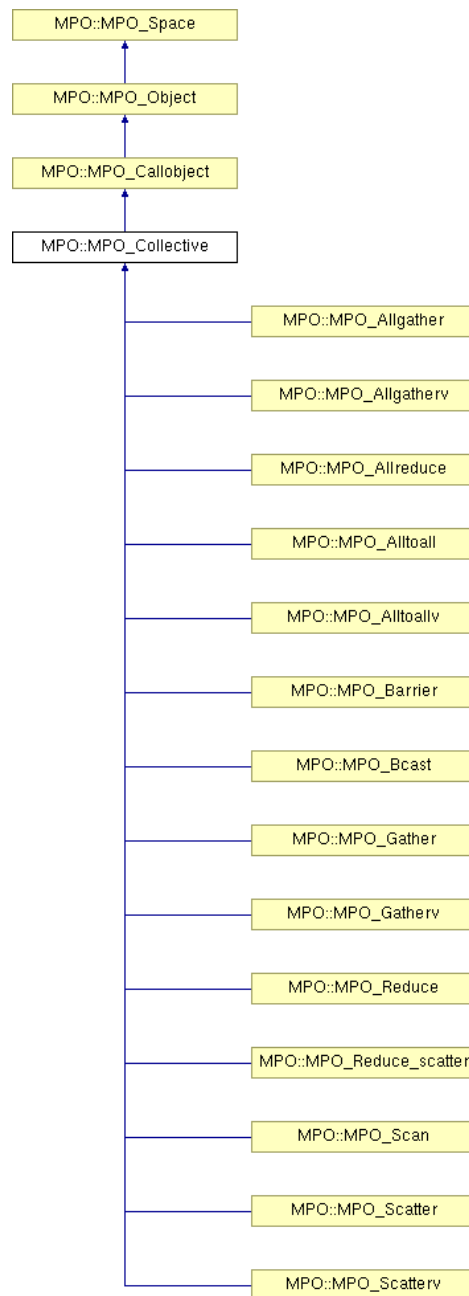 MPO::MPO_Space
MPO::MPO_Object
MPO::MPO_Callobject
MPO::MPO_Collective
MPO::MPO_Allgather
MPO::MPO_Allgatherv
MPO::MPO_Allreduce
MPO::MPO_Alltoall
MPO::MPO_Alltoallv
MPO::MPO_Barrier
MPO::MPO_Bcast
MPO::MPO_Gather
MPO::MPO_Gatherv
MPO::MPO_Reduce
MPO::MPO_Reduce_scatter
MPO::MPO_Scan
MPO::MPO_Scatter
MPO::MPO_Scatterv